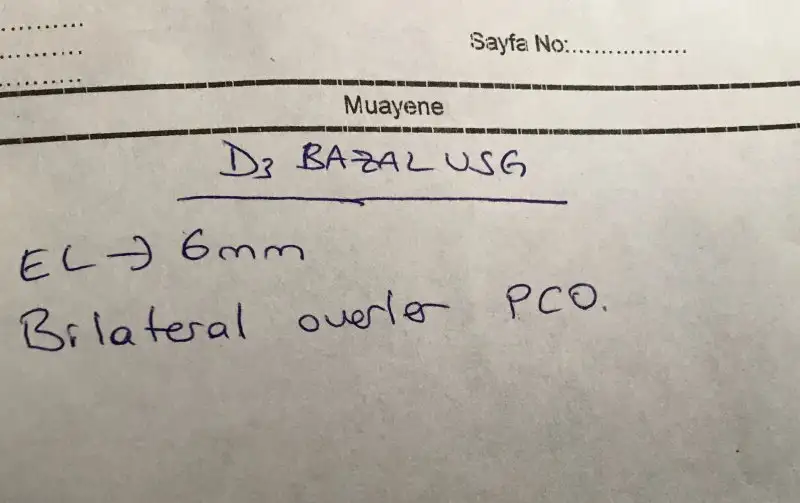 Sayfa No:................
Muayene
D3 BAZAL USG
EL → 6mm
Bilateral overler PCO.